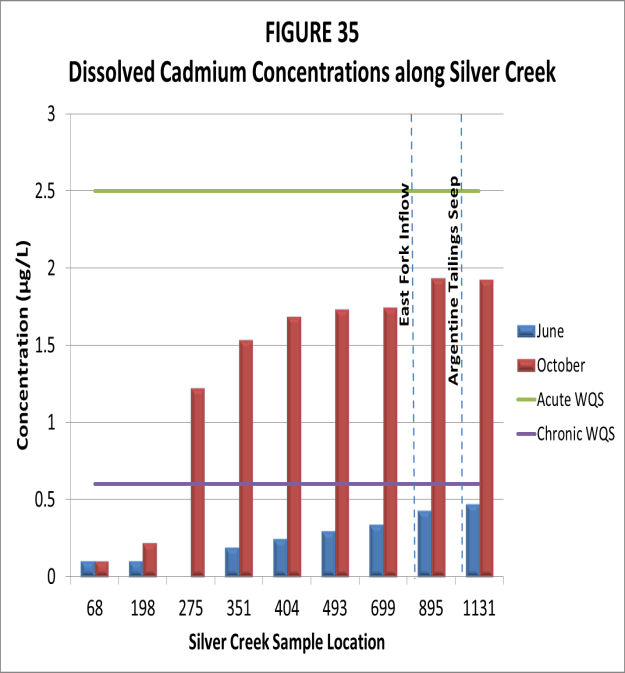 FIGURE 35
Dissolved Cadmium Concentrations along Silver Creek
3
2.5
2
1.5
1
0.5
0
Concentration (µg/L)
East Fork Inflow
Argentine Tailings Seep
June
October
Acute WQS
Chronic WQS
68 198 275 351 404 493 699 895 1131
Silver Creek Sample Location